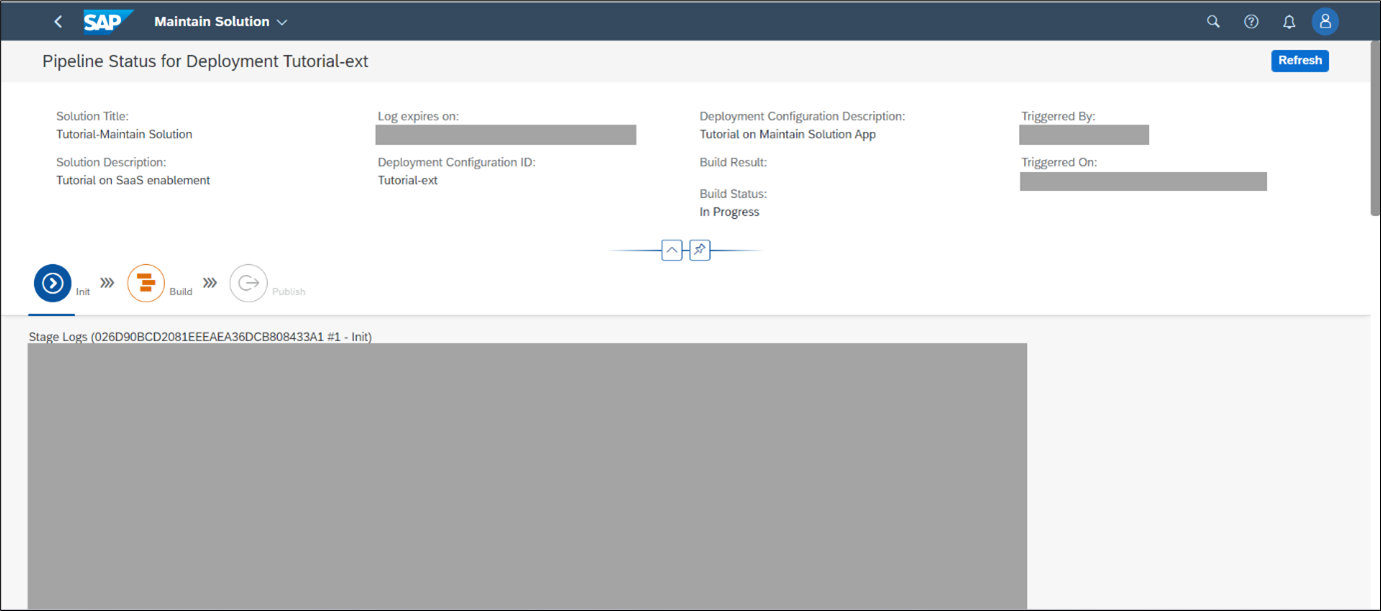 SAP Maintain Solution
Pipeline Status for Deployment Tutorial-ext
Refresh
Solution Title:
Tutorial-Maintain Solution
Solution Description:
Tutorial on SaaS enablement
Log expires on:
Deployment Configuration ID:
Tutorial-ext
Deployment Configuration Description:
Tutorial on Maintain Solution App
Build Result:
Build Status:
In Progress
Triggerred By:
Triggerred On:
Init Build Publish
Stage Logs (026D90BCD2081EEEAEA36DCB808433A1 #1 - Init)